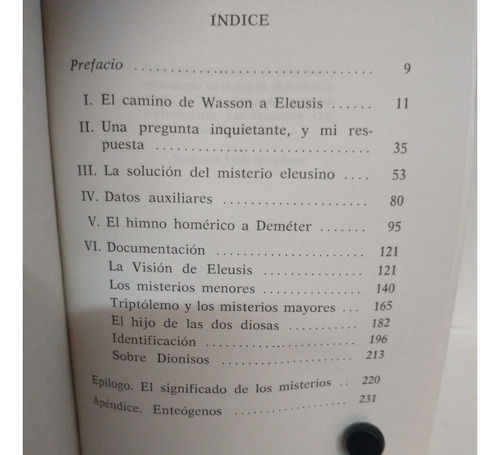 ÍNDICE
Prefacio ........................... 9
I. El camino de Wasson a Eleusis ...... 11
II. Una pregunta inquietante, y mi res-
puesta ........................... 35
III. La solución del misterio eleusino .... 53
IV. Datos auxiliares .................. 80
V. El himno homérico a Deméter ....... 95
VI. Documentación .................... 121
La Visión de Eleusis .............. 121
Los misterios menores ............ 140
Triptólemo y los misterios mayores ... 165
El hijo de las dos diosas .......... 182
Identificación .................... 196
Sobre Dionisos ................... 213
Epílogo. El significado de los misterios .. 220
Apéndice. Enteógenos ................ 231